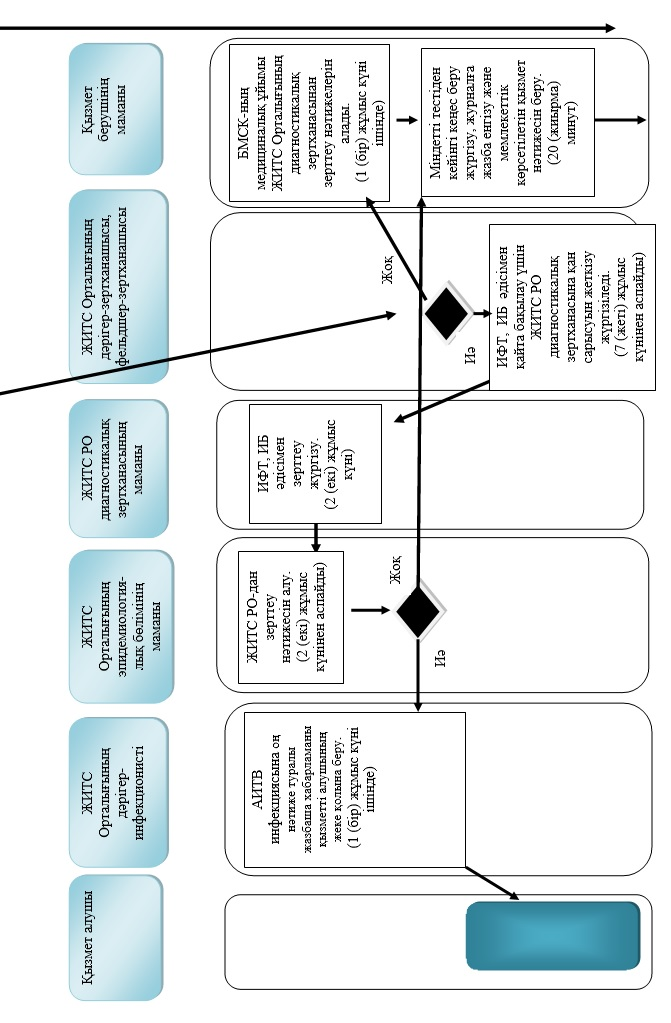 Қызмет
берушінің
маманы
БМСК-ның
медициналық ұйымы
ЖИТС Орталығының
диагностикалық
зертханасынан
зерттеу нәтижелерін
алады.
(1 (бір) жұмыс күні
ішінде)
Міндетті тестіден
кейінгі кеңес беру
жүргізу, журналға
жазба енгізу және
мемлекеттік
көрсетілетін қызмет
нәтижесін беру.
(20 (жиырма)
минут)
ЖИТС Орталығының
дәрігер-зертханашысы,
фельдшер-зертханашысы
Жоқ
Иә
ИФТ, ИБ әдісімен
қайта бақылау үшін
ЖИТС РО
диагностикалық
зертханасына қан
сарысуын жеткізу
жүргізіледі.
(7 (жеті) жұмыс
күнінен аспайды)
ЖИТС РО
диагностикалық
зертханасының
маманы
ИФТ, ИБ
әдісімен
зерттеу
жүргізу.
(2 (екі) жұмыс
күні)
ЖИТС
Орталығының
эпидемиология-
лық бөлімінің
маманы
ЖИТС РО-дан
зерттеу
нәтижесін алу.
(2 (екі) жұмыс
күнінен аспайды)
Жоқ
Иә
ЖИТС
Орталығының
дәрігер-
инфекционисті
АИТВ
инфекциясына оң
нәтиже туралы
жазбаша хабарламаны
қызметті алушының
жеке қолына беру.
(1 (бір) жұмыс күні
ішінде)
Қызмет алушы